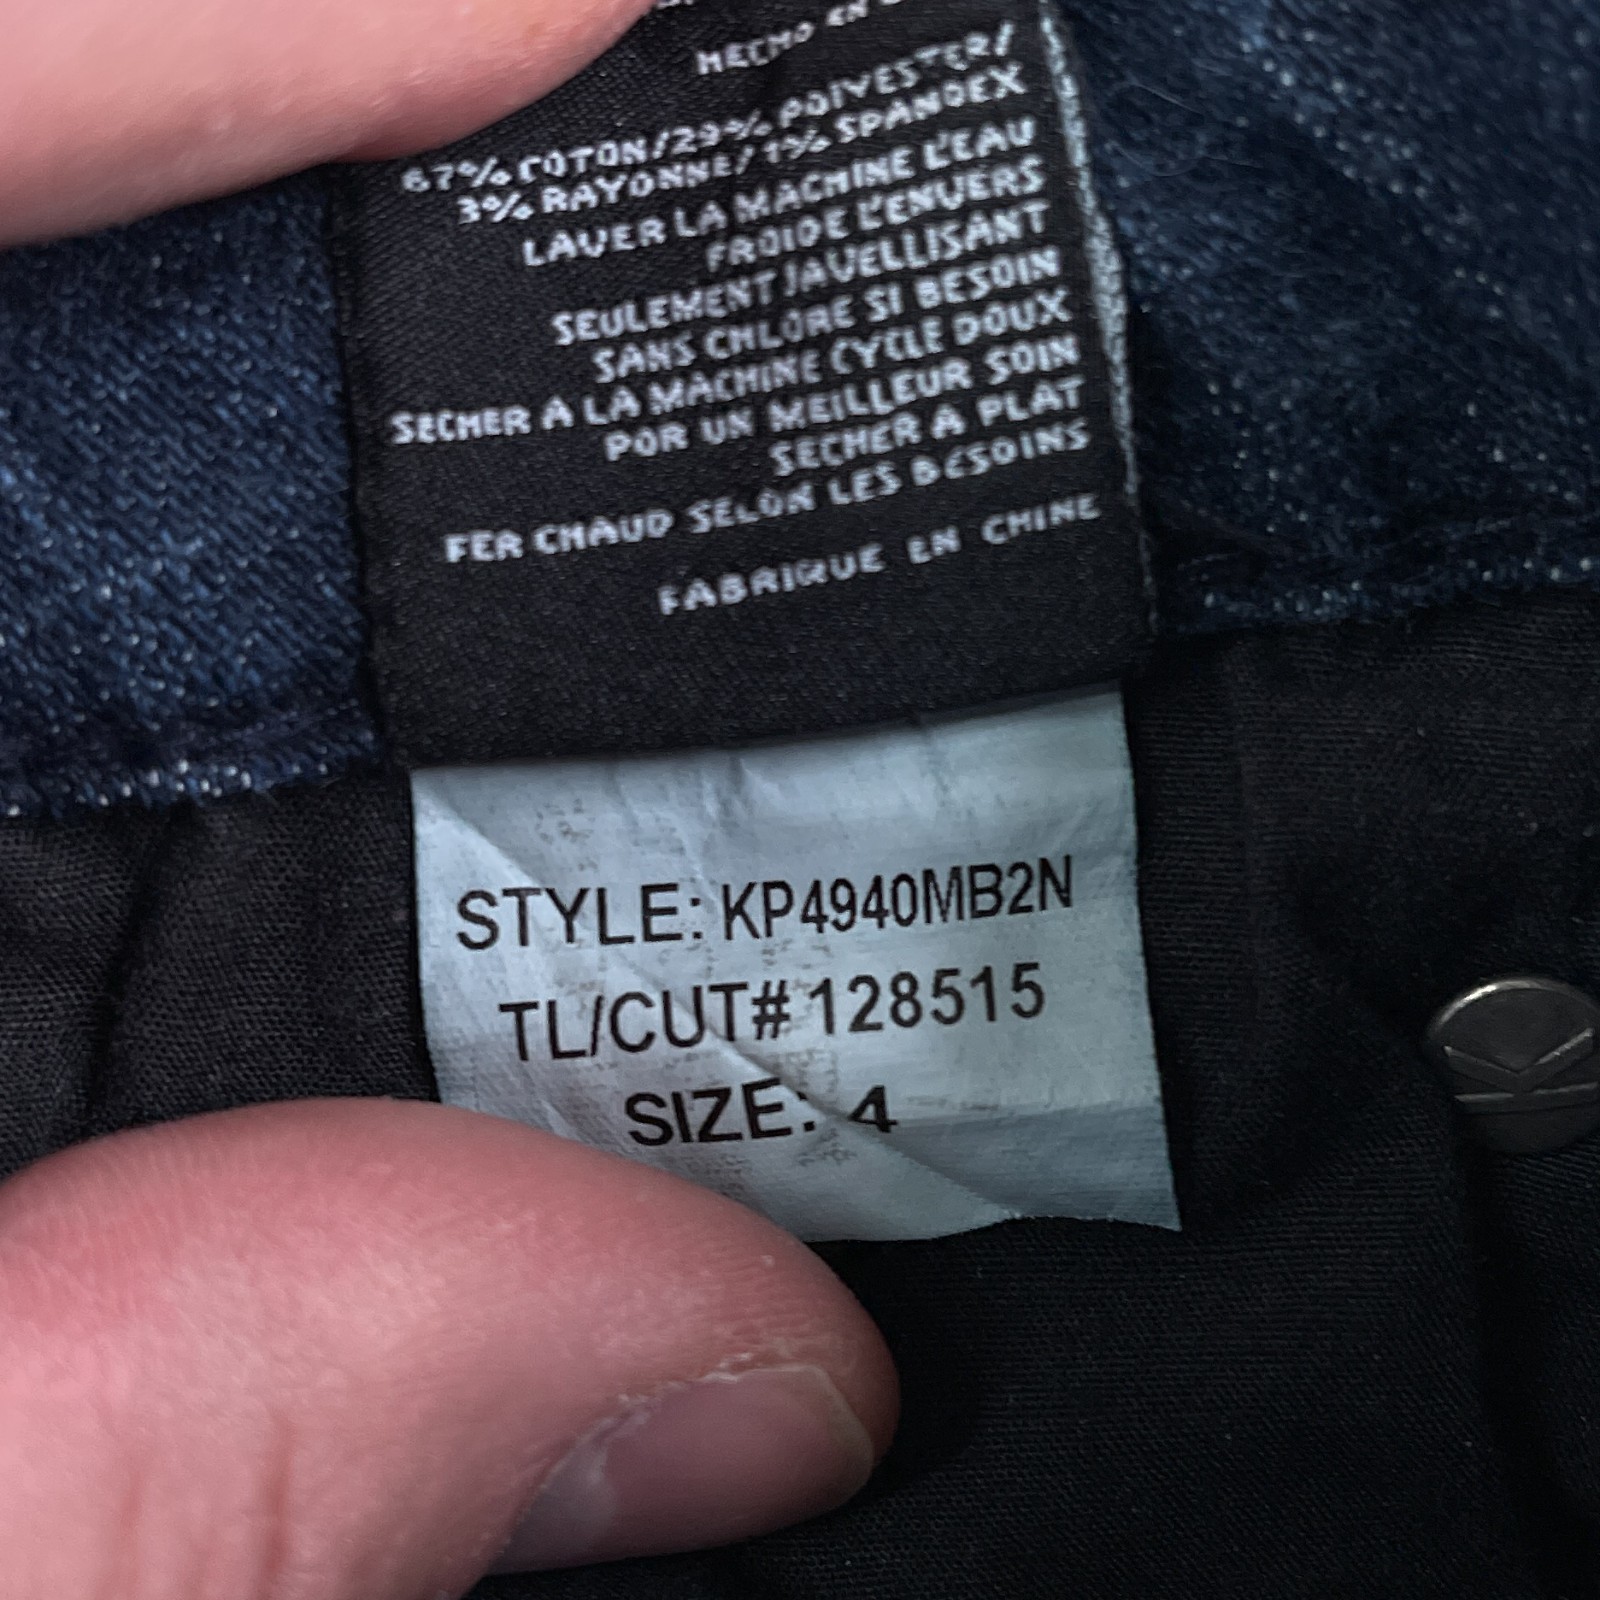 HECHO EN
67% COTON/29% POLYESTER/
3% RAYONNE/1% SPANDEX
LAVER LA MACHINE L'EAU
FROIDE L'ENVERS
SEULEMENT JAVELLISANT
SANS CHLORE SI BESOIN
SECHER A LA MACHINE CYCLE DOUX
POR UN MEILLEUR SOIN
SECHER A PLAT
FER CHAUD SELON LES BESOINS
FABRIQUE EN CHINE
STYLE: KP4940MB2N
TL/CUT# 128515
SIZE: 4